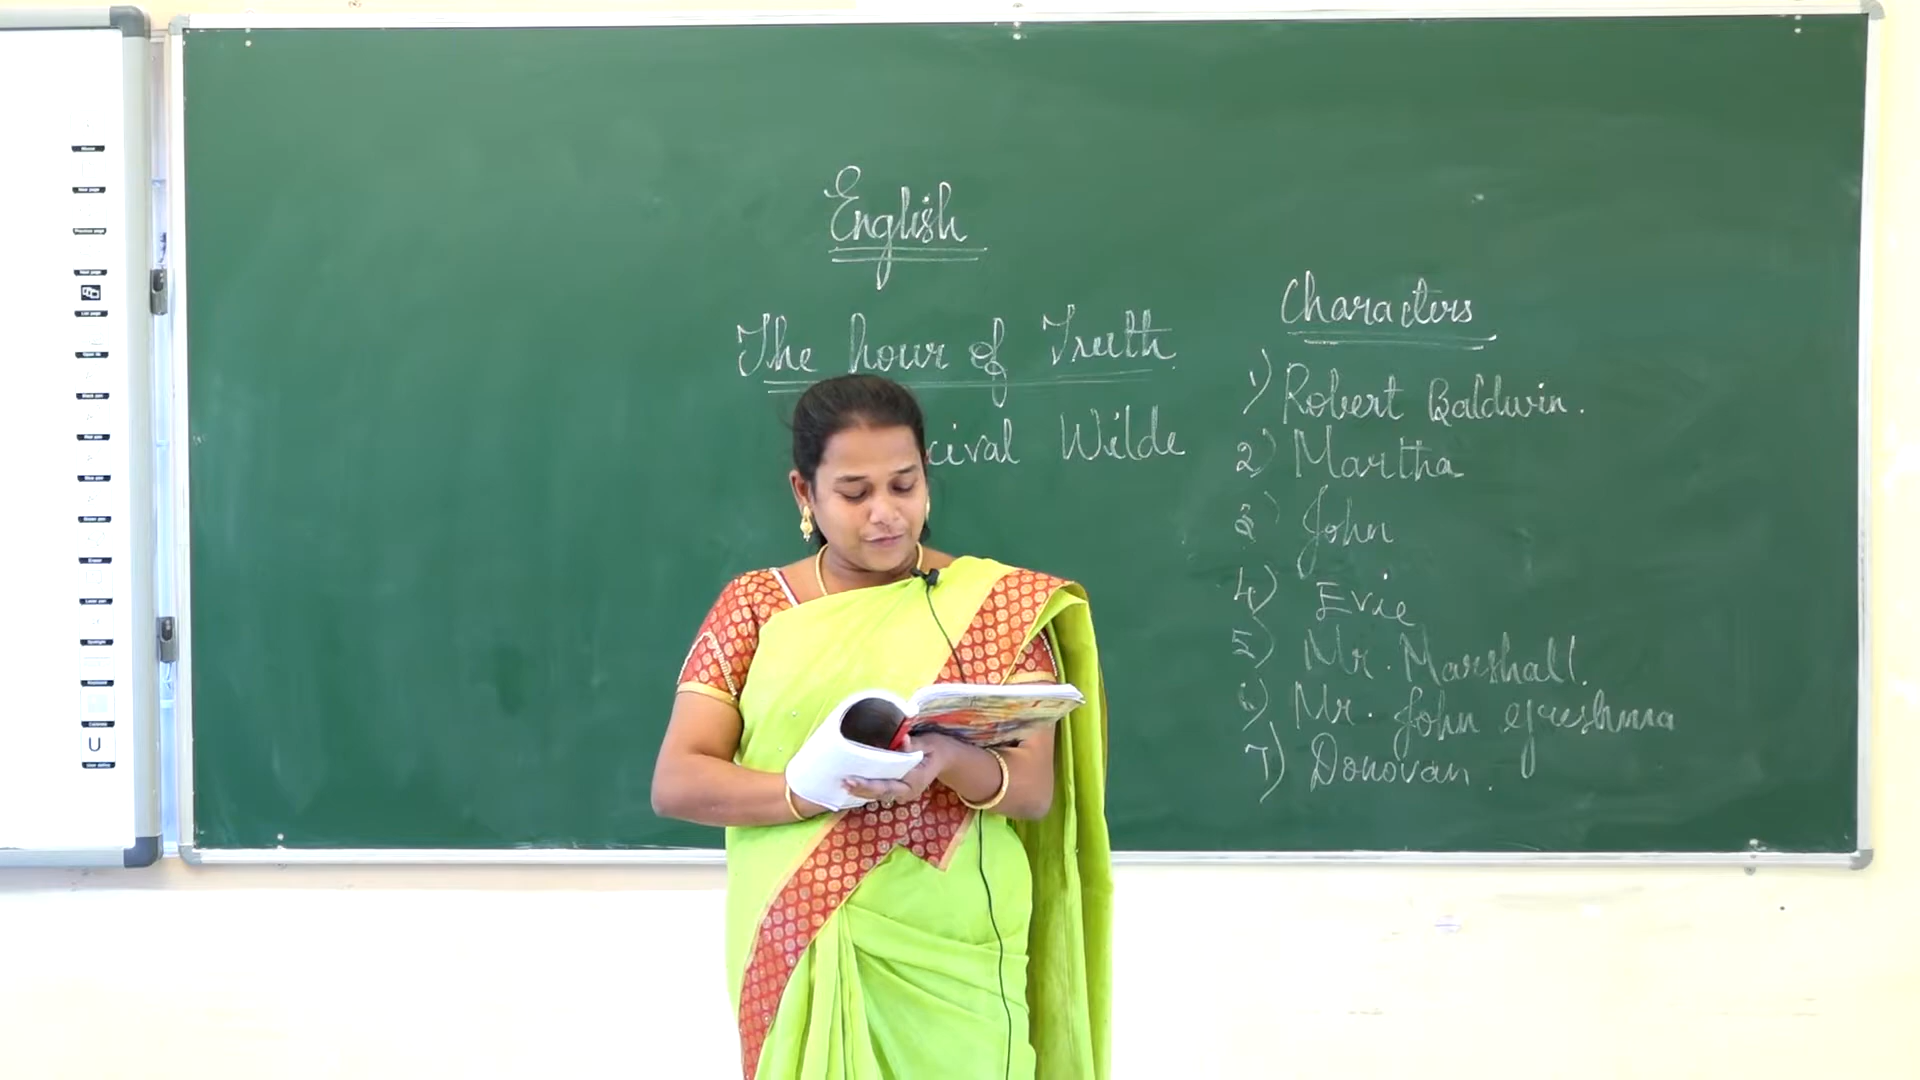 English
The hour of Truth.
cival Wilde
Characters
1) Robert Baldwin.
2) Martha
3) John
4) Evie
5) Mr. Marshall.
6) Mr. John Greshma
7) Donovan.